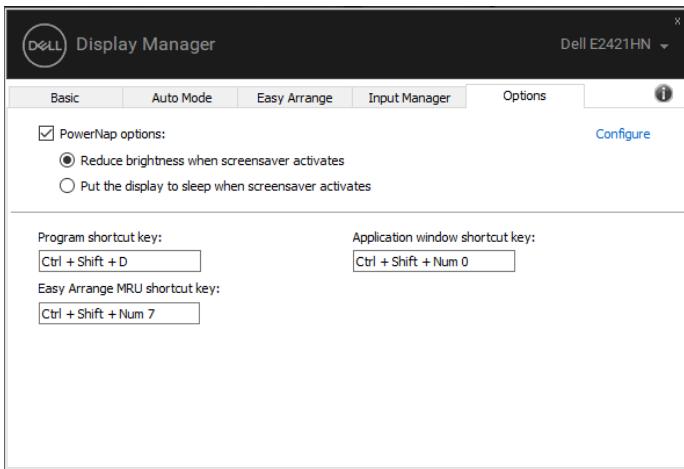 x
DELL Display Manager Dell E2421HN
Basic Auto Mode Easy Arrange Input Manager Options i
PowerNap options: Configure
Reduce brightness when screensaver activates
Put the display to sleep when screensaver activates
Program shortcut key: Application window shortcut key:
Ctrl + Shift + D Ctrl + Shift + Num 0
Easy Arrange MRU shortcut key:
Ctrl + Shift + Num 7